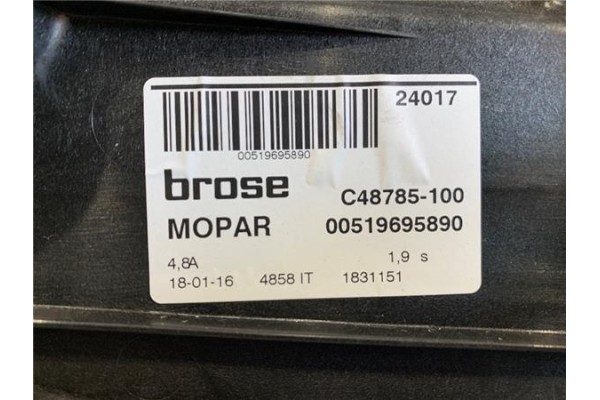 24017
00519695890
brose C48785-100
MOPAR 00519695890
4,8A 1,9 s
18-01-16 4858 IT 1831151